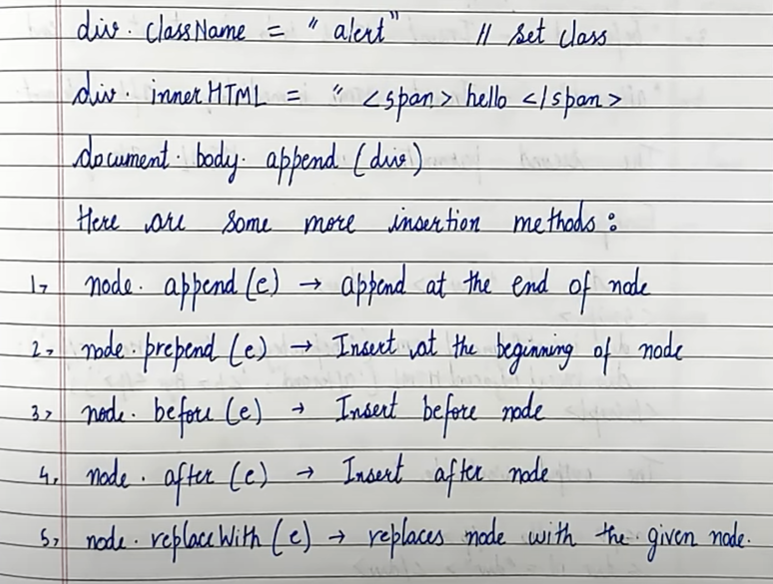 div. className = "alert" // set class
div. innerHTML = " <span> hello </span>
document. body. append (div)
Here are some more insertion methods :
1, node. append (e) → append at the end of node
2, node. prepend (e) → Insert at the beginning of node
3, node. before (e) → Insert before node
4, node. after (e) → Insert after node
5, node. replaceWith (e) → replaces node with the given node.